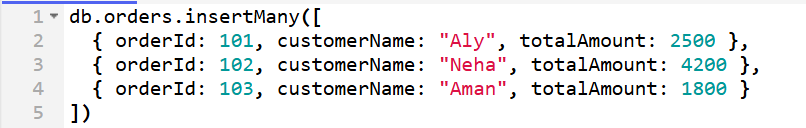 1 db.orders.insertMany([
2   { orderId: 101, customerName: "Aly", totalAmount: 2500 },
3   { orderId: 102, customerName: "Neha", totalAmount: 4200 },
4   { orderId: 103, customerName: "Aman", totalAmount: 1800 }
5 ])